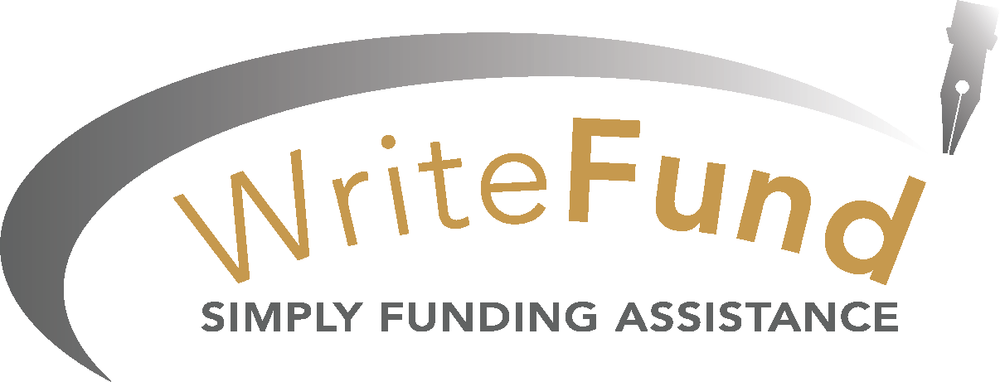 WriteFund
SIMPLY FUNDING ASSISTANCE